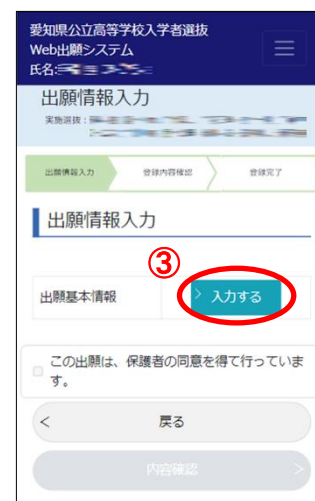 愛知県公立高等学校入学者選抜
Web出願システム
氏名:
出願情報入力
実施選抜:
出願情報入力
登録内容確認
登録完了
出願情報入力
③
出願基本情報
> 入力する
この出願は、保護者の同意を得て行っていま
す。
< 戻る
内容確認 >